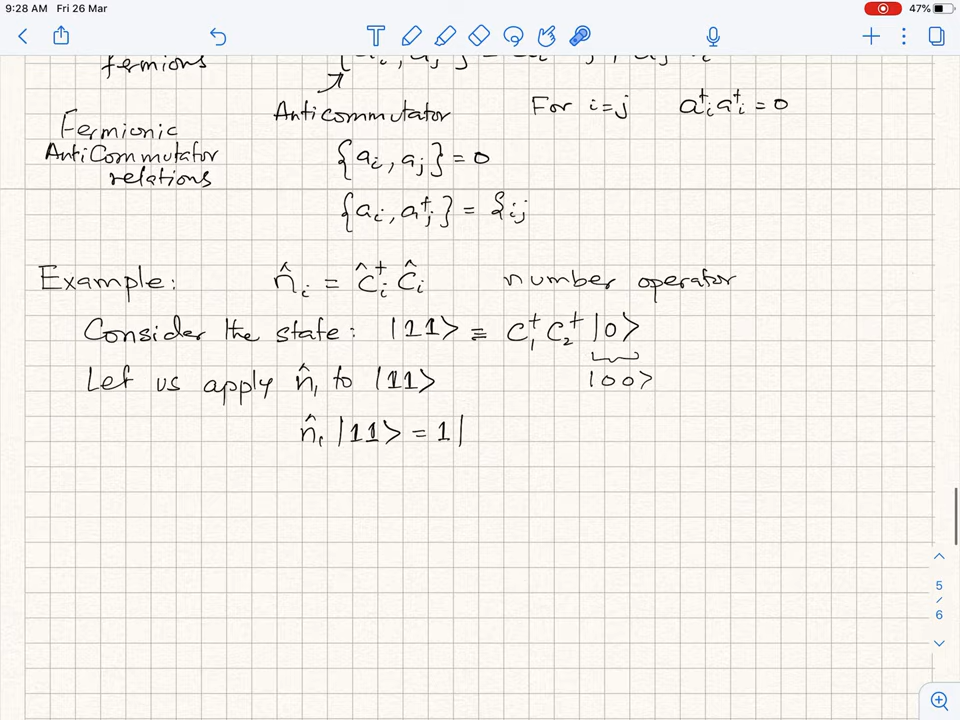 9:28 AM Fri 26 Mar
47%
fermions
Anticommutator
For i=j a†i a†i = 0
Fermionic
AntiCommutator
relations
{ai, aj} = 0
{ai, a†j} = δij
Example: n̂i = ĉ†i ĉi number operator
Consider the state: |11> ≡ c†1 c†2 |0>
|00>
Let us apply n̂1 to |11>
n̂1 |11> = 1|
5
/
6